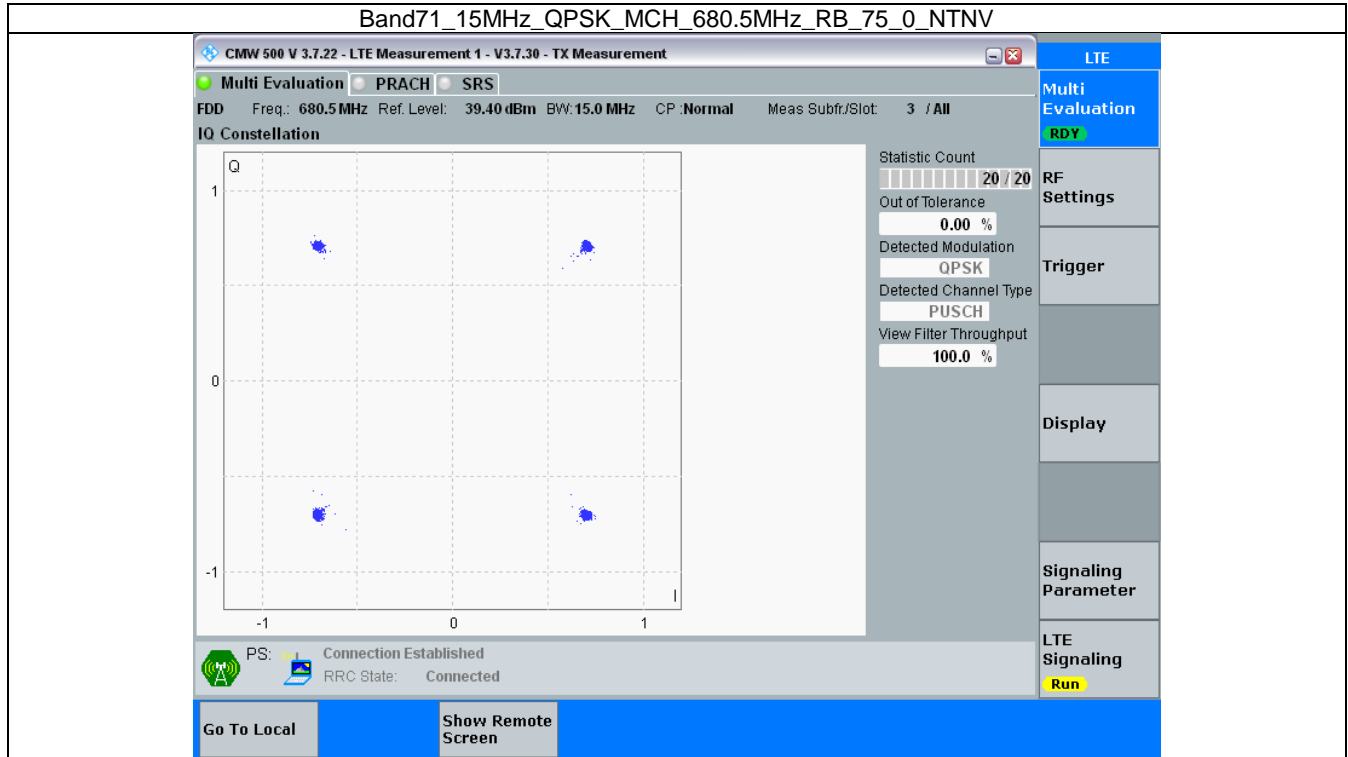 Band71_15MHz_QPSK_MCH_680.5MHz_RB_75_0_NTNV
CMW 500 V 3.7.22 - LTE Measurement 1 - V3.7.30 - TX Measurement
LTE
Multi Evaluation PRACH SRS
Multi
Evaluation
RDY
FDD Freq.: 680.5 MHz Ref. Level: 39.40 dBm BW: 15.0 MHz CP :Normal Meas Subfr./Slot: 3 / All
IQ Constellation
Q
1
0
-1
I
-1 0 1
Statistic Count
20 / 20
Out of Tolerance
0.00 %
Detected Modulation
QPSK
Detected Channel Type
PUSCH
View Filter Throughput
100.0 %
RF
Settings
Trigger
Display
Signaling
Parameter
LTE
Signaling
Run
PS: Connection Established
RRC State: Connected
Go To Local
Show Remote
Screen